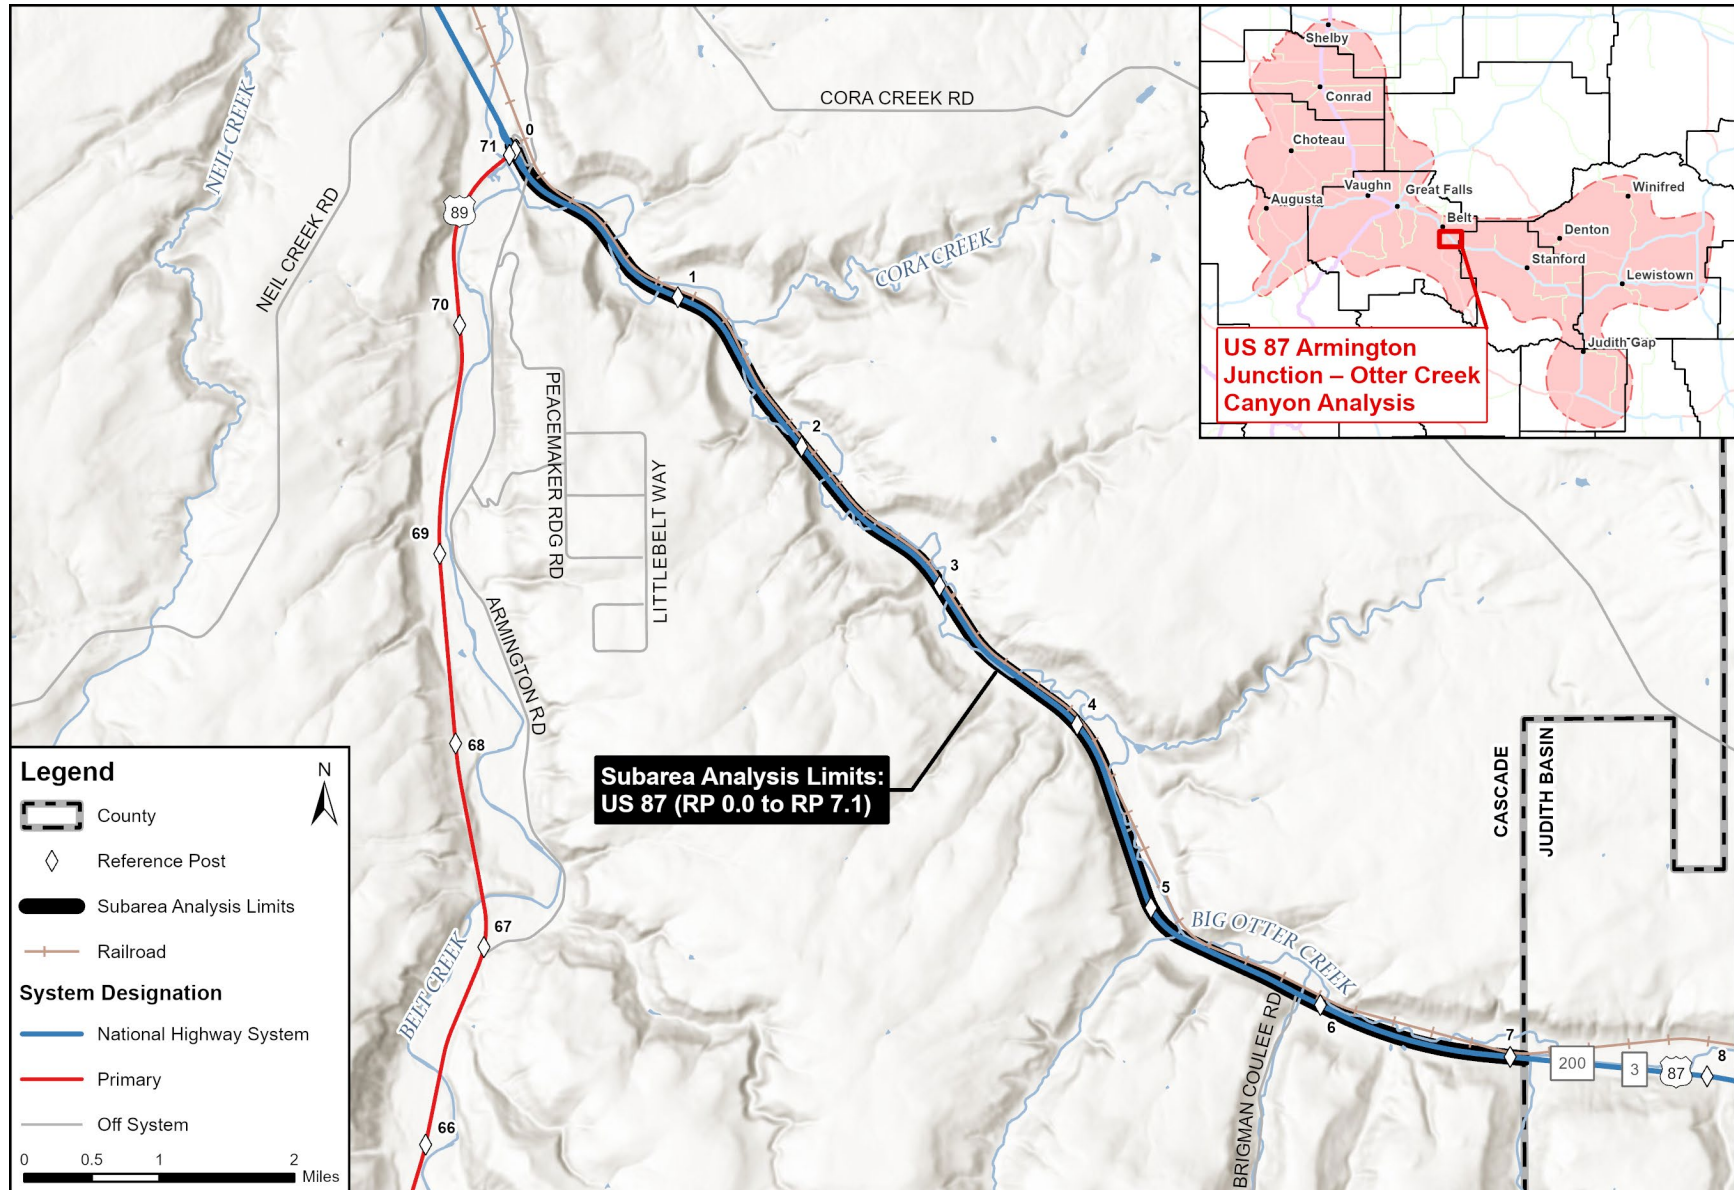 CORA CREEK RD
NEIL CREEK
0
71
89
NEIL CREEK RD
CORA CREEK
1
70
PEACEMAKER RDG RD
2
LITTLEBELT WAY
69
3
ARMINGTON RD
4
68
Subarea Analysis Limits:
US 87 (RP 0.0 to RP 7.1)
CASCADE
JUDITH BASIN
5
67
BELT CREEK
BIG OTTER CREEK
BRIGMAN COULEE RD
6
7
200
3
87
8
66
Shelby
Conrad
Choteau
Vaughn
Great Falls
Augusta
Belt
Winifred
Denton
Stanford
Lewistown
Judith Gap
US 87 Armington
Junction – Otter Creek
Canyon Analysis
Legend
N
County
Reference Post
Subarea Analysis Limits
Railroad
System Designation
National Highway System
Primary
Off System
0 0.5 1 2
Miles